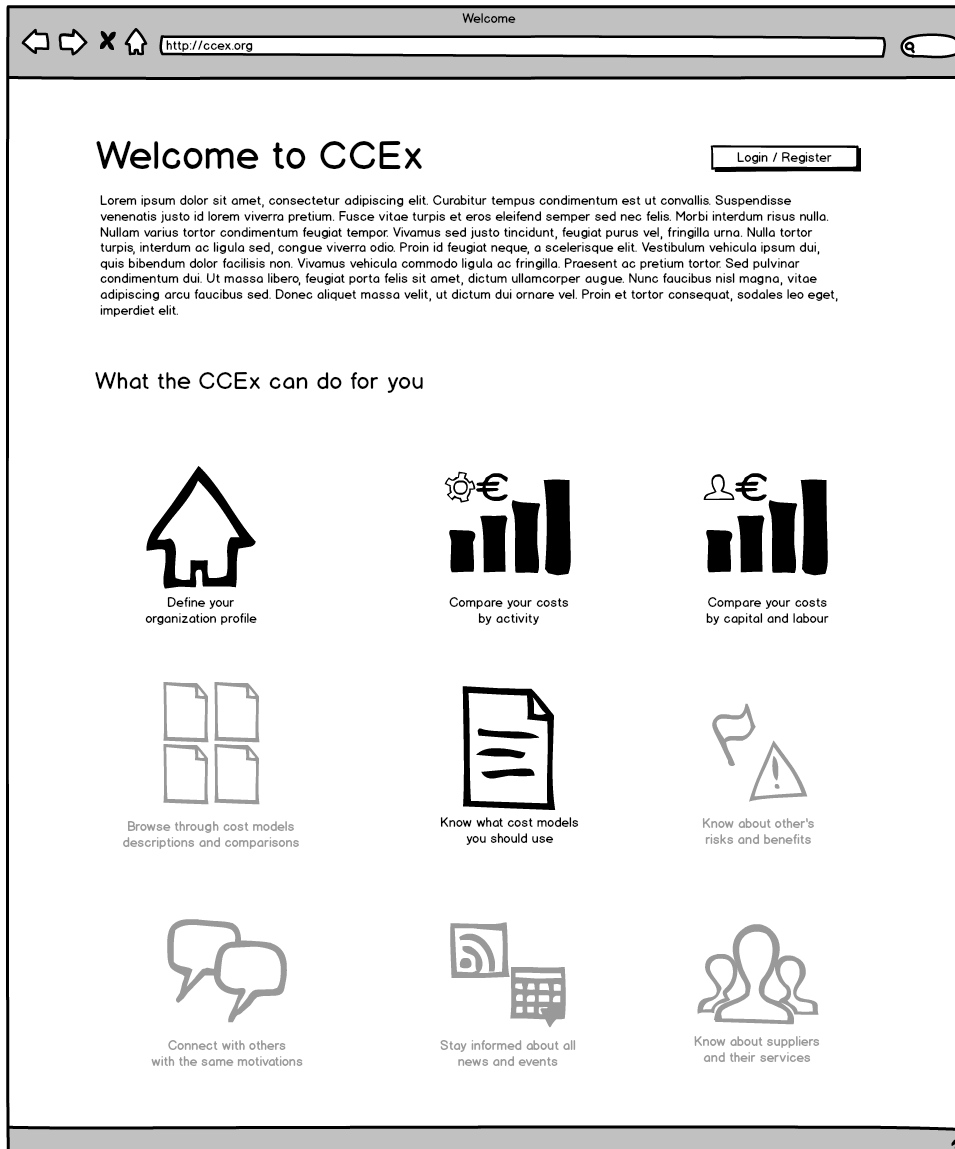 Welcome
http://ccex.org
Welcome to CCEx
Login / Register
Lorem ipsum dolor sit amet, consectetur adipiscing elit. Curabitur tempus condimentum est ut convallis. Suspendisse
venenatis justo id lorem viverra pretium. Fusce vitae turpis et eros eleifend semper sed nec felis. Morbi interdum risus nulla.
Nullam varius tortor condimentum feugiat tempor. Vivamus sed justo tincidunt, feugiat purus vel, fringilla urna. Nulla tortor
turpis, interdum ac ligula sed, congue viverra odio. Proin id feugiat neque, a scelerisque elit. Vestibulum vehicula ipsum dui,
quis bibendum dolor facilisis non. Vivamus vehicula commodo ligula ac fringilla. Praesent ac pretium tortor. Sed pulvinar
condimentum dui. Ut massa libero, feugiat porta felis sit amet, dictum ullamcorper augue. Nunc faucibus nisl magna, vitae
adipiscing arcu faucibus sed. Donec aliquet massa velit, ut dictum dui ornare vel. Proin et tortor consequat, sodales leo eget,
imperdiet elit.
What the CCEx can do for you
€
€
Define your
organization profile
Compare your costs
by activity
Compare your costs
by capital and labour
Browse through cost models
descriptions and comparisons
Know what cost models
you should use
Know about other's
risks and benefits
Connect with others
with the same motivations
Stay informed about all
news and events
Know about suppliers
and their services